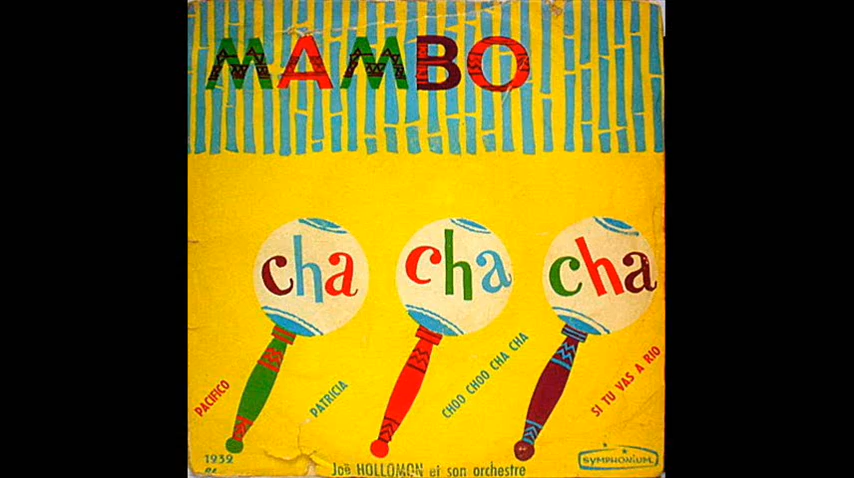 MAMBO
cha cha cha
PACIFICO
PATRICIA
CHOO CHOO CHA CHA
SI TU VAS A RIO
1932
Joë HOLLOMON et son orchestre
SYMPHONIUM